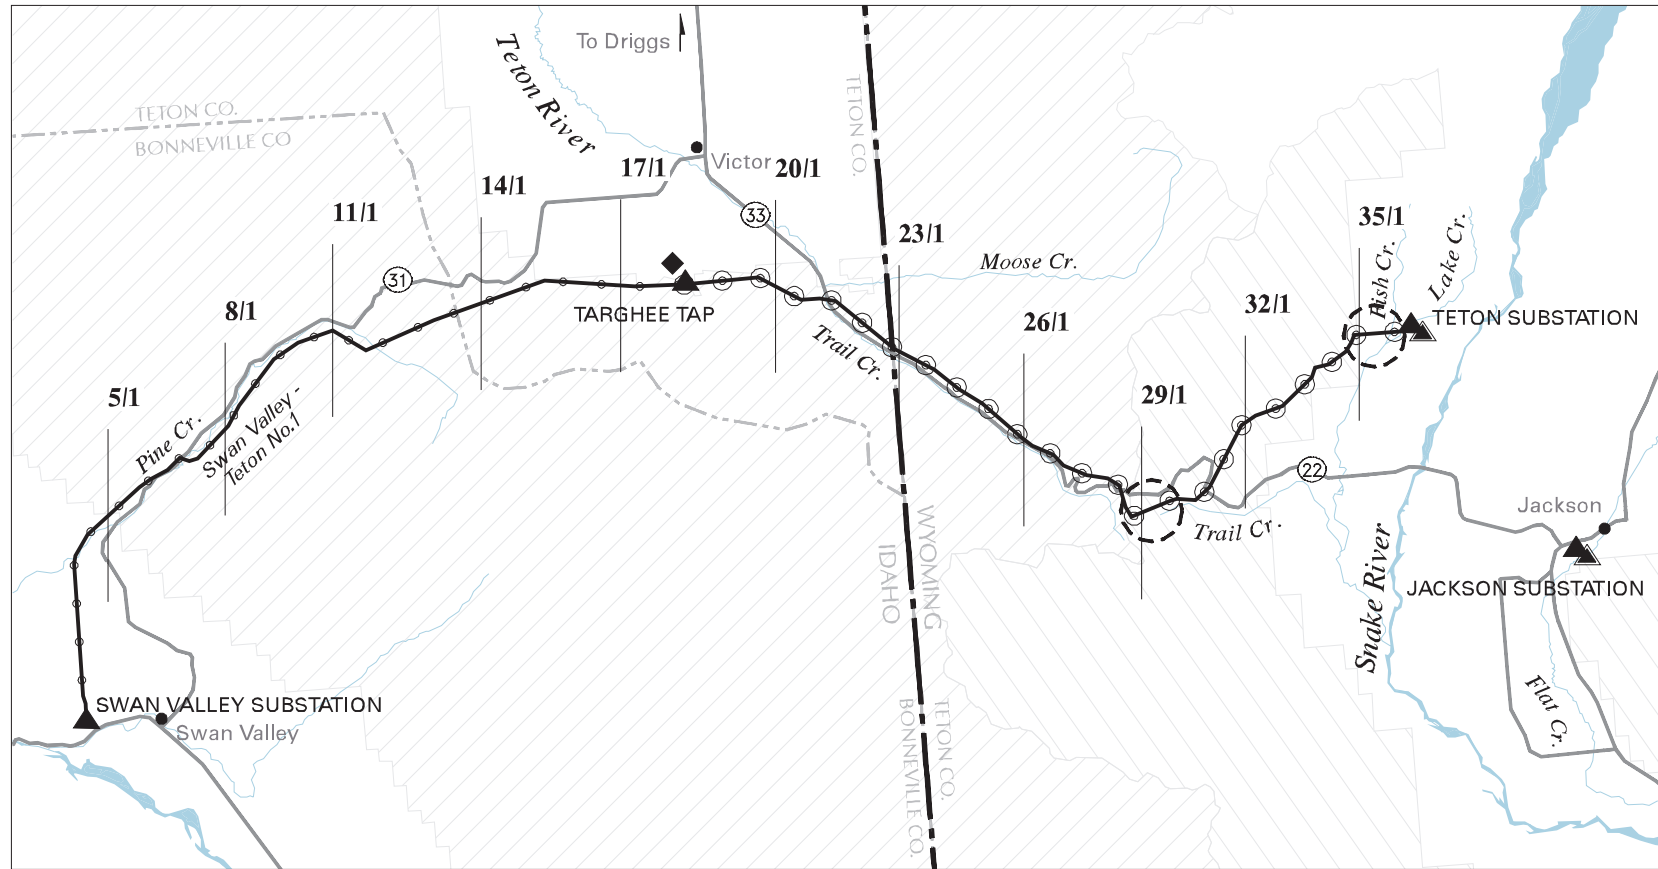 To Driggs
Teton River
TETON CO.
TETON CO.
BONNEVILLE CO
Victor
17/1
20/1
14/1
11/1
33
35/1
23/1
Lake Cr.
Fish Cr.
Moose Cr.
31
8/1
TARGHEE TAP
32/1
26/1
TETON SUBSTATION
Trail Cr.
5/1
29/1
Pine Cr.
Swan Valley -
Teton No.1
22
Jackson
Trail Cr.
WYOMING
IDAHO
Snake River
JACKSON SUBSTATION
SWAN VALLEY SUBSTATION
Swan Valley
Flat Cr.
TETON CO.
BONNEVILLE CO.